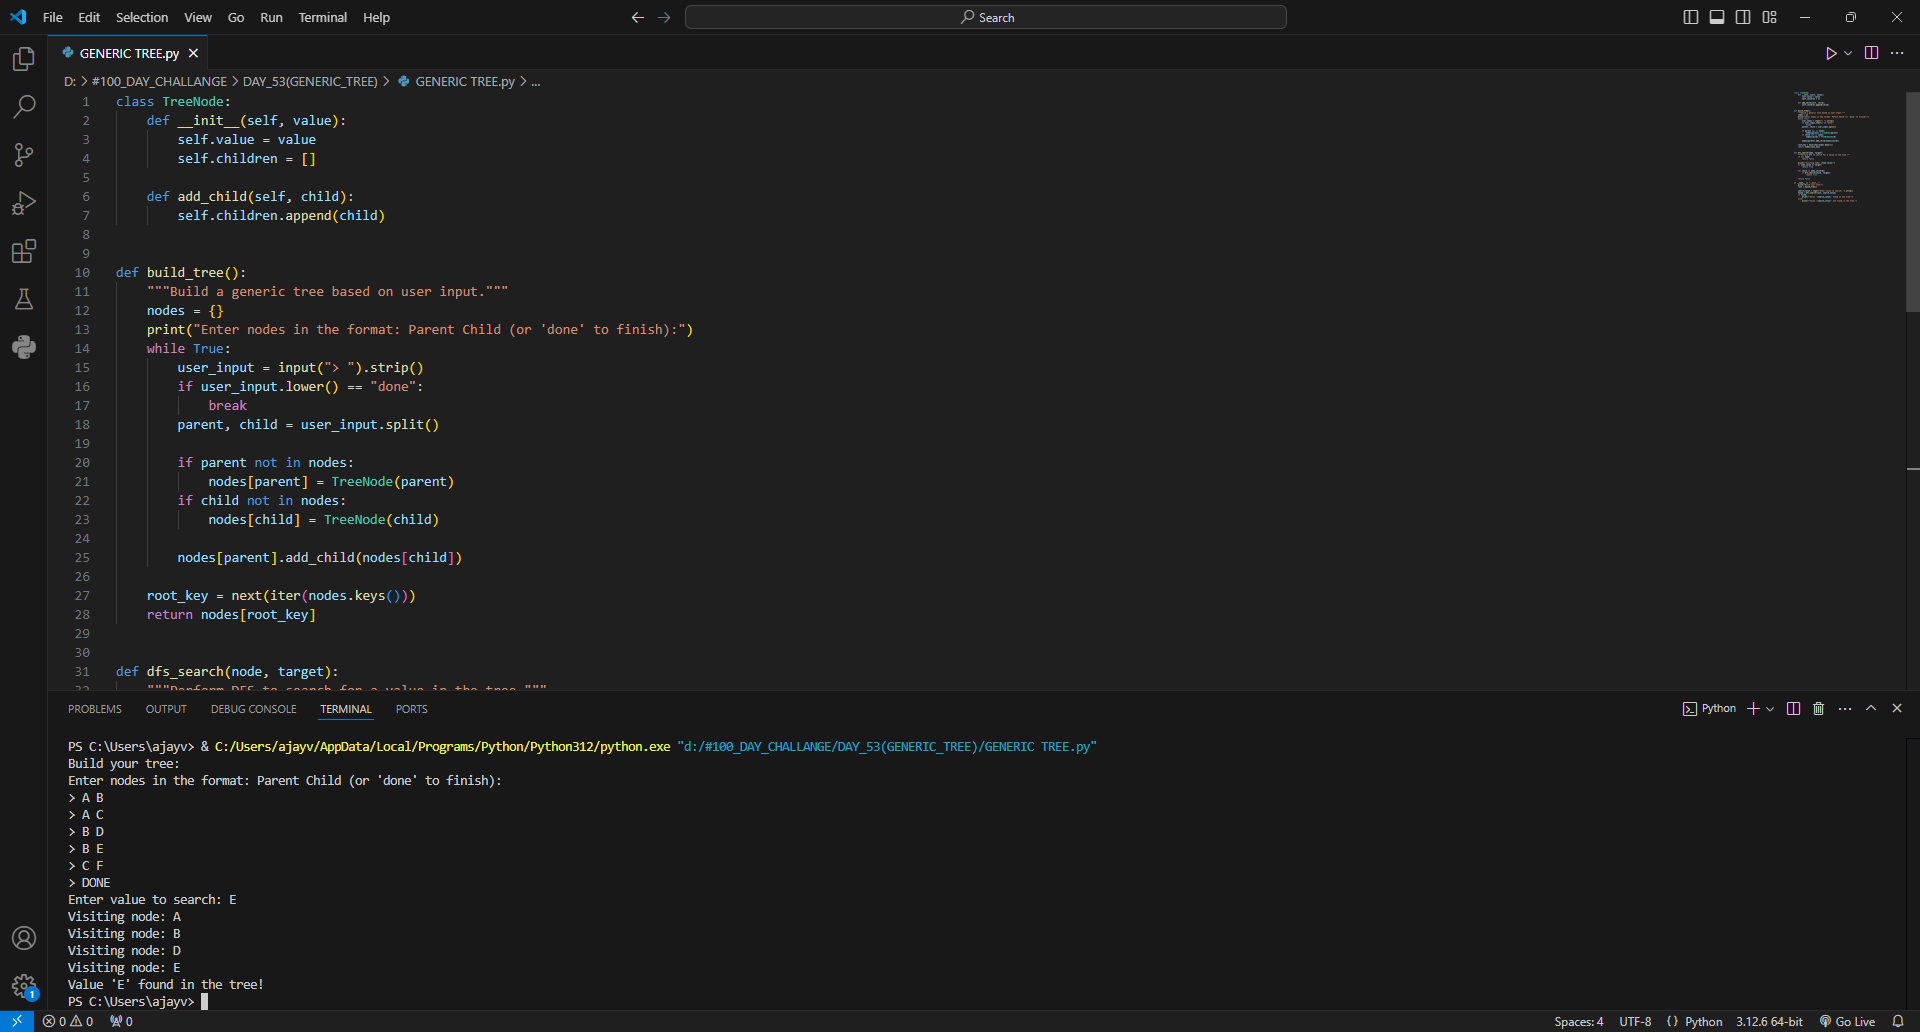 File Edit Selection View Go Run Terminal Help
Search
GENERIC TREE.py
D: > #100_DAY_CHALLANGE > DAY_53(GENERIC_TREE) > GENERIC TREE.py > ...
1 class TreeNode:
2     def __init__(self, value):
3         self.value = value
4         self.children = []
5
6     def add_child(self, child):
7         self.children.append(child)
8
9
10 def build_tree():
11     """Build a generic tree based on user input."""
12     nodes = {}
13     print("Enter nodes in the format: Parent Child (or 'done' to finish):")
14     while True:
15         user_input = input("> ").strip()
16         if user_input.lower() == "done":
17             break
18         parent, child = user_input.split()
19
20         if parent not in nodes:
21             nodes[parent] = TreeNode(parent)
22         if child not in nodes:
23             nodes[child] = TreeNode(child)
24
25         nodes[parent].add_child(nodes[child])
26
27     root_key = next(iter(nodes.keys()))
28     return nodes[root_key]
29
30
31 def dfs_search(node, target):
32     """Perform DFS to search for a value in the tree."""
PROBLEMS OUTPUT DEBUG CONSOLE TERMINAL PORTS
Python
PS C:\Users\ajayv> & C:/Users/ajayv/AppData/Local/Programs/Python/Python312/python.exe "d:/#100_DAY_CHALLANGE/DAY_53(GENERIC_TREE)/GENERIC TREE.py"
Build your tree:
Enter nodes in the format: Parent Child (or 'done' to finish):
> A B
> A C
> B D
> B E
> C F
> DONE
Enter value to search: E
Visiting node: A
Visiting node: B
Visiting node: D
Visiting node: E
Value 'E' found in the tree!
PS C:\Users\ajayv>
1
0 0 0
Spaces: 4 UTF-8 {} Python 3.12.6 64-bit Go Live